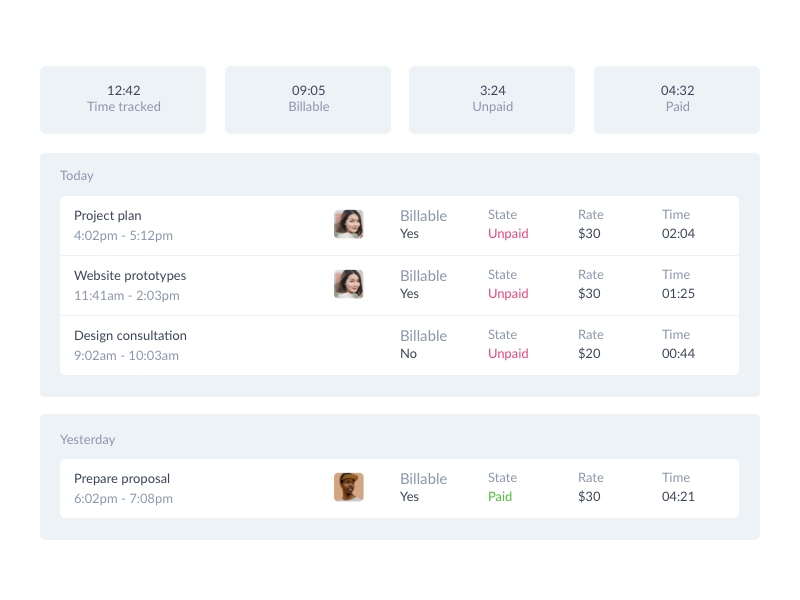 12:42
Time tracked
09:05
Billable
3:24
Unpaid
04:32
Paid
Today
Project plan
4:02pm - 5:12pm
Billable
Yes
State
Unpaid
Rate
$30
Time
02:04
Website prototypes
11:41am - 2:03pm
Billable
Yes
State
Unpaid
Rate
$30
Time
01:25
Design consultation
9:02am - 10:03am
Billable
No
State
Unpaid
Rate
$20
Time
00:44
Yesterday
Prepare proposal
6:02pm - 7:08pm
Billable
Yes
State
Paid
Rate
$30
Time
04:21